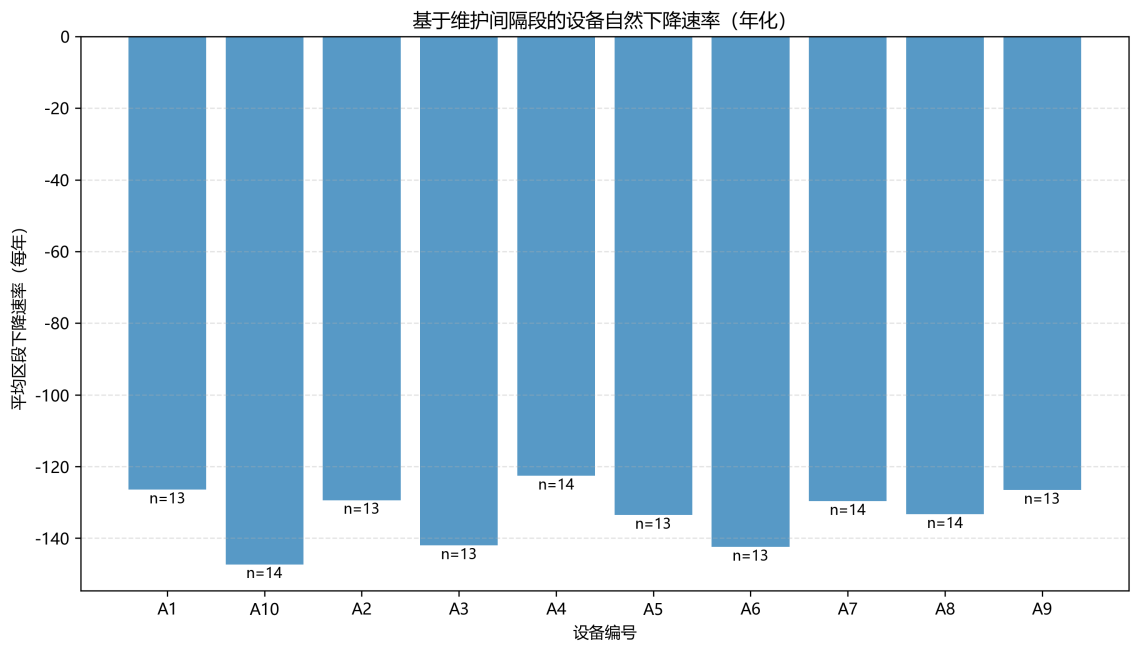 基于维护间隔段的设备自然下降速率（年化）
平均区段下降速率（每年）
0
-20
-40
-60
-80
-100
-120
-140
n=13
n=14
n=13
n=13
n=14
n=13
n=13
n=14
n=14
n=13
A1
A10
A2
A3
A4
A5
A6
A7
A8
A9
设备编号